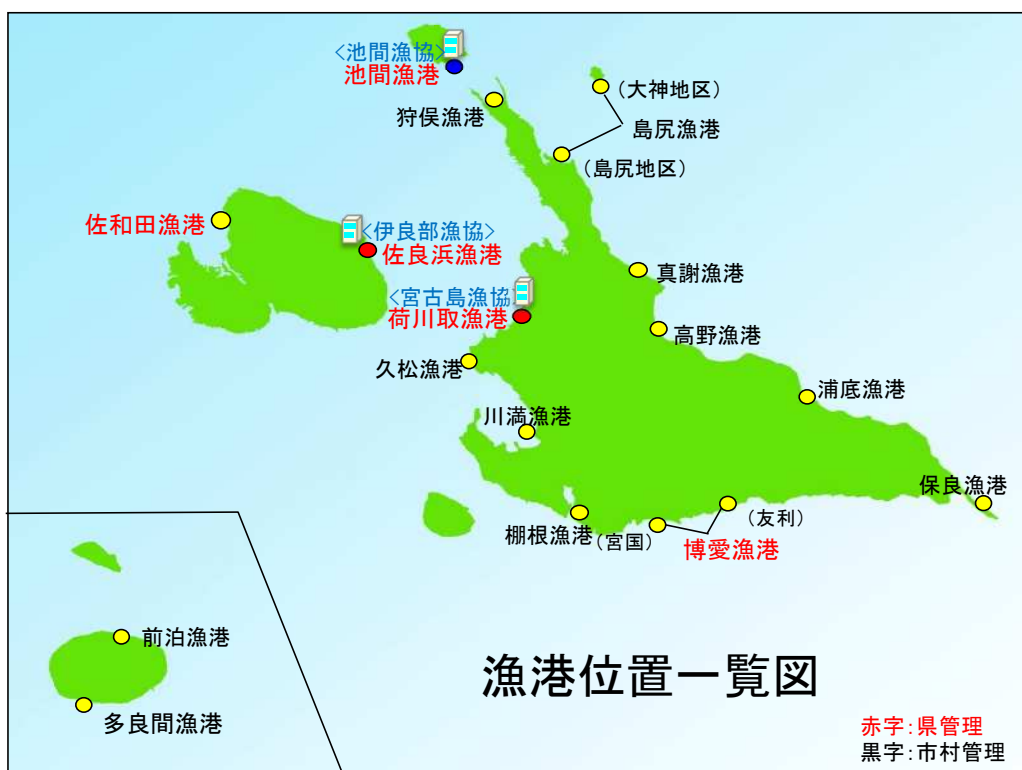 <池間漁協>
池間漁港
狩俣漁港
(大神地区)
島尻漁港
(島尻地区)
佐和田漁港
<伊良部漁協>
佐良浜漁港
真謝漁港
<宮古島漁協>
荷川取漁港
高野漁港
久松漁港
浦底漁港
川満漁港
保良漁港
棚根漁港
(宮国)
(友利)
博愛漁港
前泊漁港
多良間漁港
漁港位置一覧図
赤字：県管理
黒字：市村管理